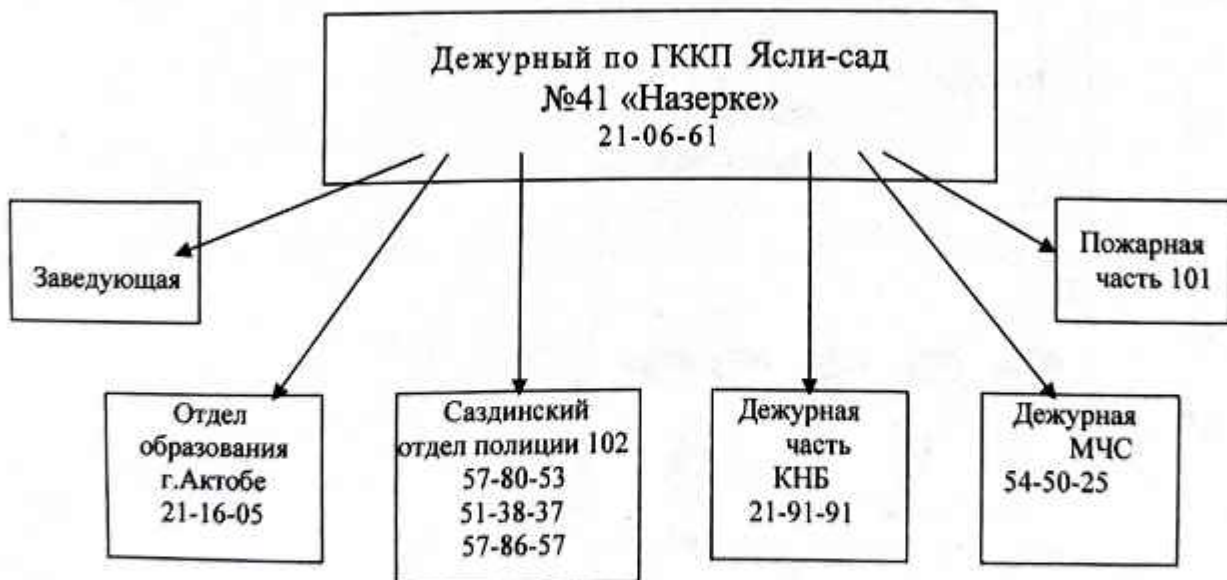 Дежурный по ГККП Ясли-сад
№41 «Назерке»
21-06-61
Заведующая
Пожарная
часть 101
Отдел
образования
г.Актобе
21-16-05
Саздинский
отдел полиции 102
57-80-53
51-38-37
57-86-57
Дежурная
часть
КНБ
21-91-91
Дежурная
МЧС
54-50-25